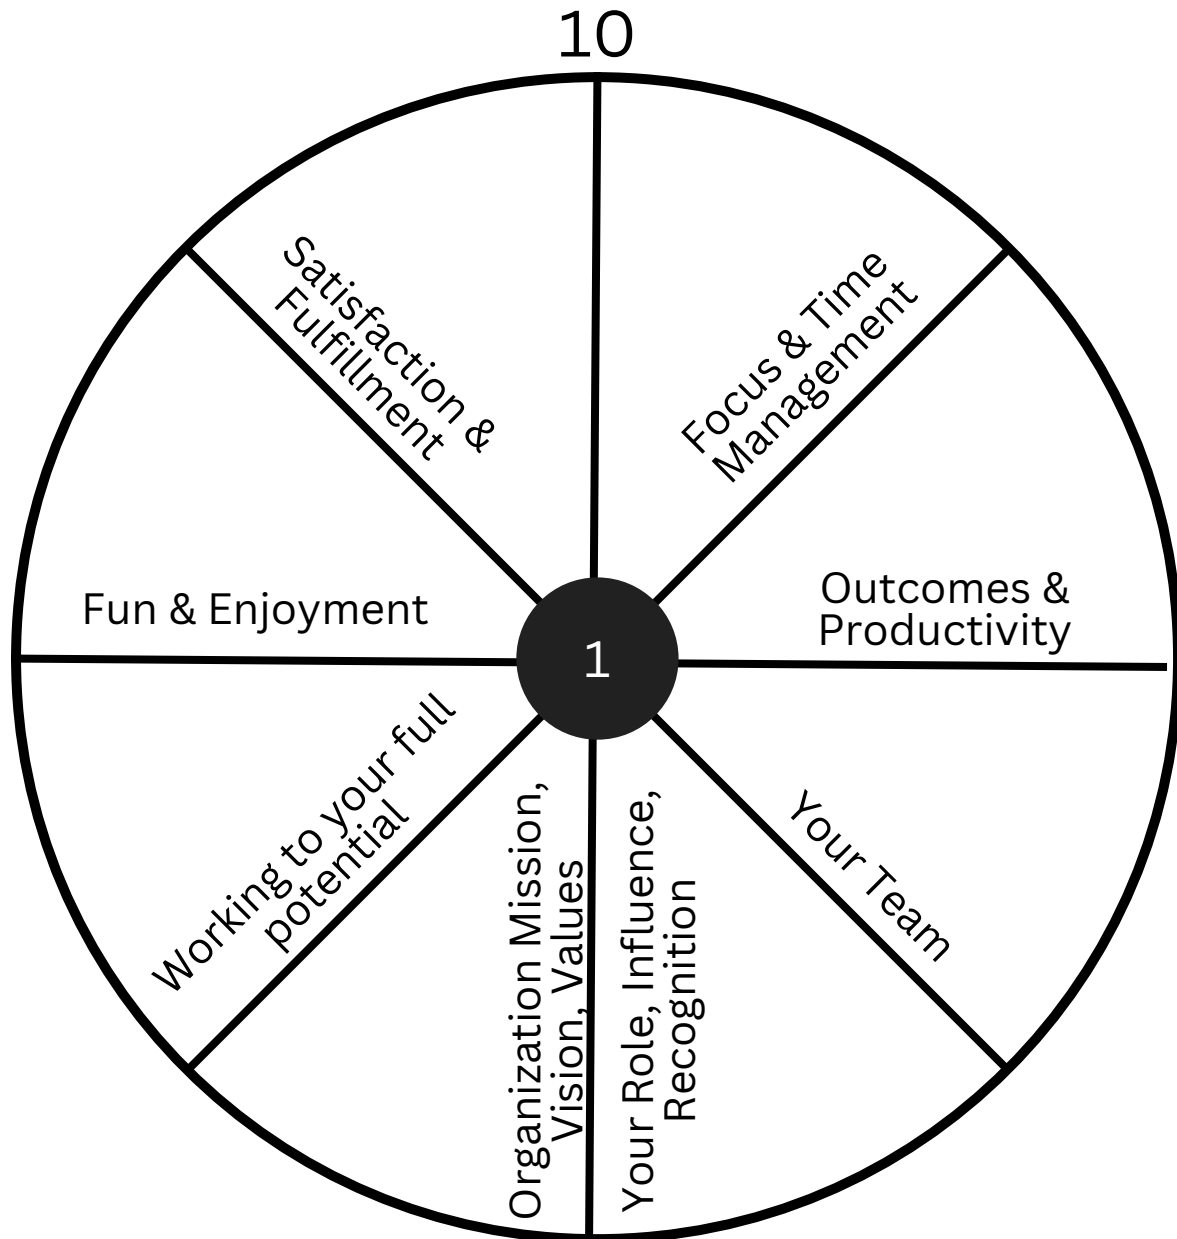 10
Satisfaction &
Fulfillment
Focus & Time
Management
Fun & Enjoyment
Outcomes &
Productivity
1
Working to your full
potential
Organization Mission,
Vision, Values
Your Role, Influence,
Recognition
Your Team